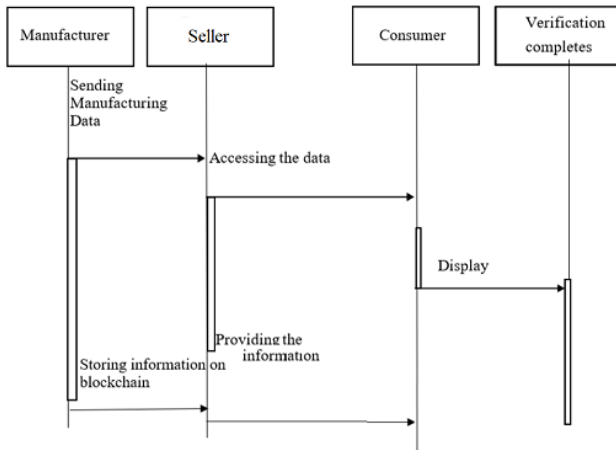 Manufacturer
Seller
Consumer
Verification
completes
Sending
Manufacturing
Data
Accessing the data
Display
Providing the
information
Storing information on
blockchain